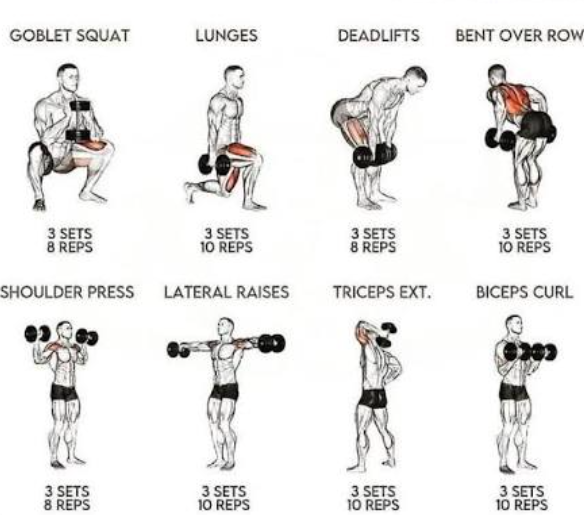 GOBLET SQUAT
LUNGES
DEADLIFTS
BENT OVER ROW
3 SETS
8 REPS
3 SETS
10 REPS
3 SETS
8 REPS
3 SETS
10 REPS
SHOULDER PRESS
LATERAL RAISES
TRICEPS EXT.
BICEPS CURL
3 SETS
8 REPS
3 SETS
10 REPS
3 SETS
10 REPS
3 SETS
10 REPS